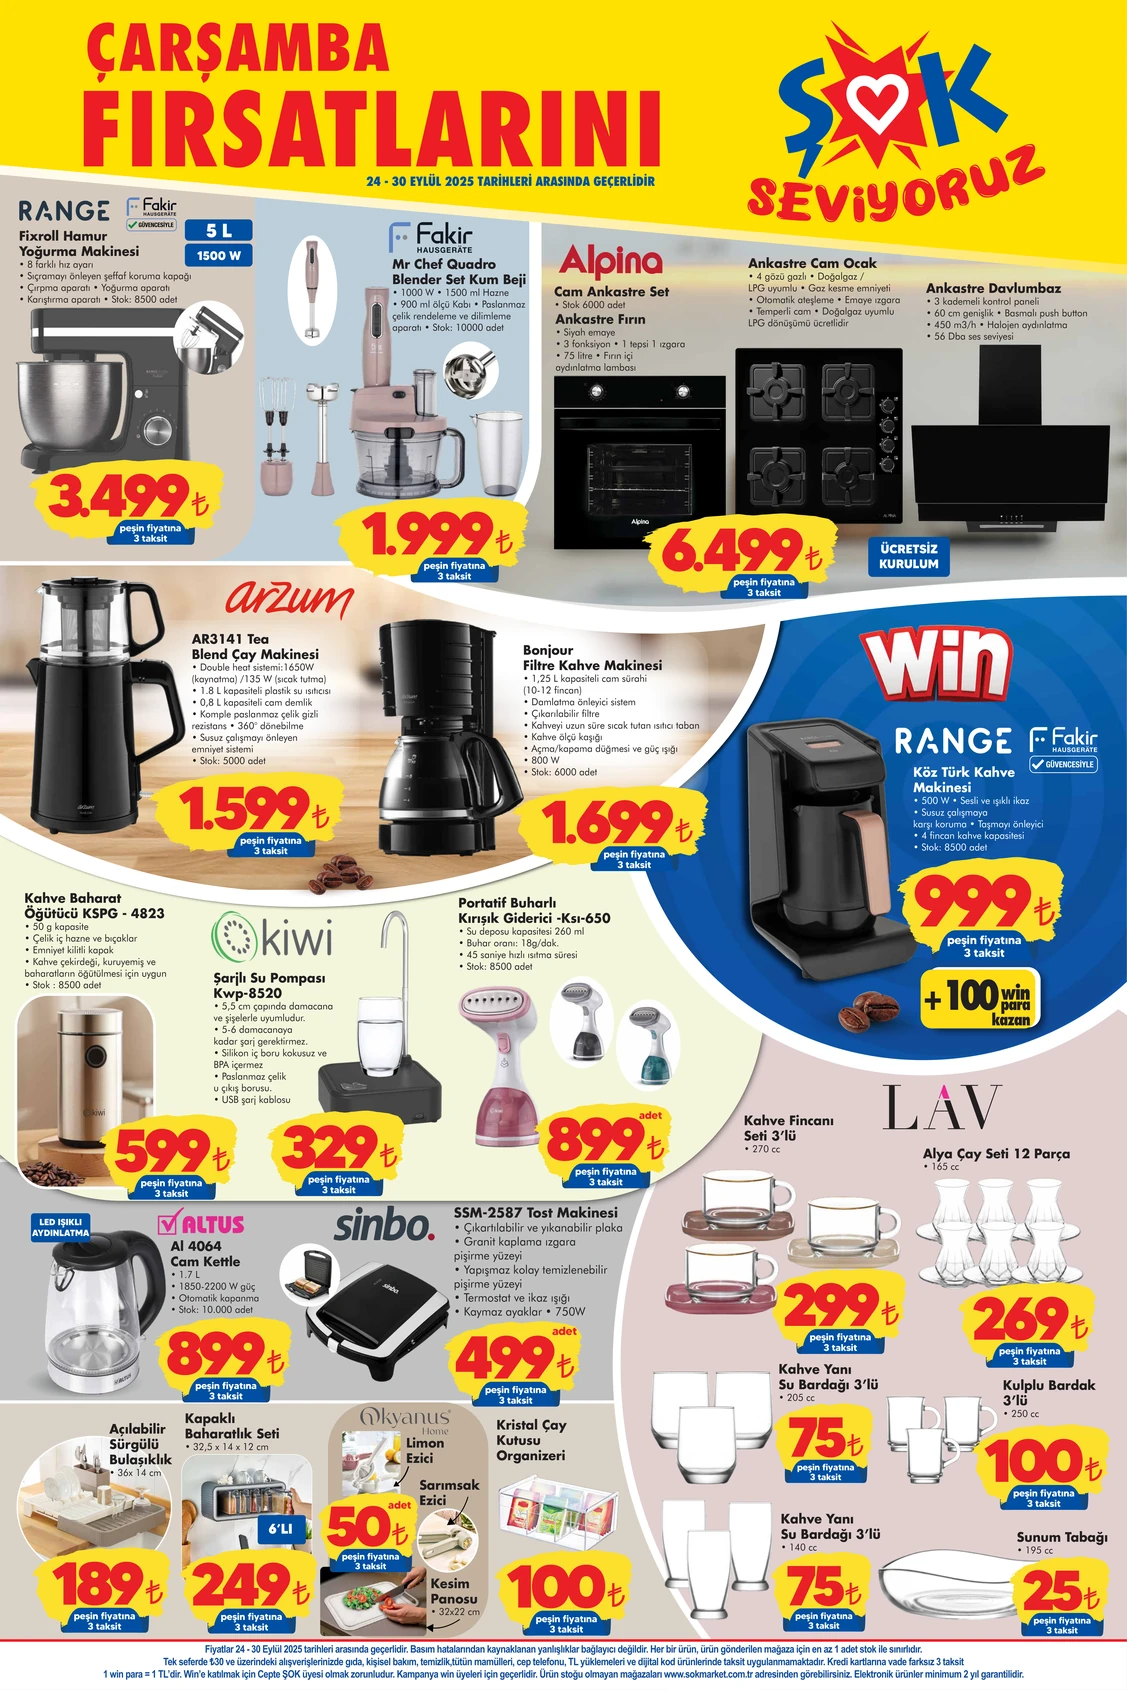 ÇARŞAMBA
FIRSATLARINI
24 - 30 EYLÜL 2025 TARİHLERİ ARASINDA GEÇERLİDİR
ŞOK
SEViYORUZ
RANGE
Fakir
HAUSGERÄTE
GÜVENCESİYLE
5 L
1500 W
Fixroll Hamur
Yoğurma Makinesi
• 8 farklı hız ayarı
• Sıçramayı önleyen şeffaf koruma kapağı
• Çırpma aparatı • Yoğurma aparatı
• Karıştırma aparatı • Stok: 8500 adet
3.499₺
peşin fiyatına
3 taksit
Fakir
HAUSGERÄTE
Mr Chef Quadro
Blender Set Kum Beji
• 1000 W • 1500 ml Hazne
• 900 ml ölçü Kabı • Paslanmaz
çelik rendeleme ve dilimleme
aparatı • Stok: 10000 adet
1.999₺
peşin fiyatına
3 taksit
Alpina
Cam Ankastre Set
• Stok 6000 adet
Ankastre Fırın
• Siyah emaye
• 3 fonksiyon • 1 tepsi 1 ızgara
• 75 litre • Fırın içi
aydınlatma lambası
Ankastre Cam Ocak
• 4 gözü gazlı • Doğalgaz /
LPG uyumlu • Gaz kesme emniyeti
• Otomatik ateşleme • Emaye ızgara
• Temperli cam • Doğalgaz uyumlu
LPG dönüşümü ücretlidir
Ankastre Davlumbaz
• 3 kademeli kontrol paneli
• 60 cm genişlik • Basmalı push button
• 450 m3/h • Halojen aydınlatma
• 56 Dba ses seviyesi
Alpina
6.499₺
peşin fiyatına
3 taksit
ÜCRETSİZ
KURULUM
arzum
AR3141 Tea
Blend Çay Makinesi
• Double heat sistemi:1650W
(kaynatma) /135 W (sıcak tutma)
• 1.8 L kapasiteli plastik su ısıtıcısı
• 0,8 L kapasiteli cam demlik
• Komple paslanmaz çelik gizli
rezistans • 360° dönebilme
• Susuz çalışmayı önleyen
emniyet sistemi
• Stok: 5000 adet
arzum
1.599₺
peşin fiyatına
3 taksit
Bonjour
Filtre Kahve Makinesi
• 1,25 L kapasiteli cam sürahi
(10-12 fincan)
• Damlatma önleyici sistem
• Çıkarılabilir filtre
• Kahveyi uzun süre sıcak tutan ısıtıcı taban
• Kahve ölçü kaşığı
• Açma/kapama düğmesi ve güç ışığı
• 800 W
• Stok: 6000 adet
1.699₺
peşin fiyatına
3 taksit
win
RANGE
Fakir
HAUSGERÄTE
GÜVENCESİYLE
Köz Türk Kahve
Makinesi
• 500 W • Sesli ve ışıklı ikaz
• Susuz çalışmaya
karşı koruma • Taşmayı önleyici
• 4 fincan kahve kapasitesi
• Stok: 8500 adet
999₺
peşin fiyatına
3 taksit
+100 win
para
kazan
Kahve Baharat
Öğütücü KSPG - 4823
• 50 g kapasite
• Çelik iç hazne ve bıçaklar
• Emniyet kilitli kapak
• Kahve çekirdeği, kuruyemiş ve
baharatların öğütülmesi için uygun
• Stok : 8500 adet
kiwi
599₺
peşin fiyatına
3 taksit
kiwi
Şarjlı Su Pompası
Kwp-8520
• 5,5 cm çapında damacana
ve şişelerle uyumludur.
• 5-6 damacanaya
kadar şarj gerektirmez.
• Silikon iç boru kokusuz ve
BPA içermez
• Paslanmaz çelik
u çıkış borusu.
• USB şarj kablosu
329₺
peşin fiyatına
3 taksit
Portatif Buharlı
Kırışık Giderici -Ksı-650
• Su deposu kapasitesi 260 ml
• Buhar oranı: 18g/dak.
• 45 saniye hızlı ısıtma süresi
• Stok: 8500 adet
adet
899₺
peşin fiyatına
3 taksit
LAV
Kahve Fincanı
Seti 3'lü
• 270 cc
299₺
peşin fiyatına
3 taksit
Alya Çay Seti 12 Parça
• 165 cc
269₺
peşin fiyatına
3 taksit
LED IŞIKLI
AYDINLATMA
ALTUS
Al 4064
Cam Kettle
• 1.7 L
• 1850-2200 W güç
• Otomatik kapanma
• Stok: 10.000 adet
ALTUS
899₺
peşin fiyatına
3 taksit
sinbo.
SSM-2587 Tost Makinesi
• Çıkartılabilir ve yıkanabilir plaka
• Granit kaplama ızgara
pişirme yüzeyi
• Yapışmaz kolay temizlenebilir
pişirme yüzeyi
• Termostat ve ikaz ışığı
• Kaymaz ayaklar • 750W
sinbo.
adet
499₺
peşin fiyatına
3 taksit
Kahve Yanı
Su Bardağı 3'lü
• 205 cc
75₺
peşin fiyatına
3 taksit
Kulplu Bardak
3'lü
• 250 cc
100₺
peşin fiyatına
3 taksit
Açılabilir
Sürgülü
Bulaşıklık
• 36x 14 cm
189₺
peşin fiyatına
3 taksit
Kapaklı
Baharatlık Seti
• 32,5 x 14 x 12 cm
6'LI
249₺
peşin fiyatına
3 taksit
Okyanus
Home
Limon
Ezici
Sarımsak
Ezici
adet
50₺
peşin fiyatına
3 taksit
Kesim
Panosu
• 32x22 cm
Kristal Çay
Kutusu
Organizeri
100₺
peşin fiyatına
3 taksit
Kahve Yanı
Su Bardağı 3'lü
• 140 cc
75₺
peşin fiyatına
3 taksit
Sunum Tabağı
• 195 cc
25₺
peşin fiyatına
3 taksit
Fiyatlar 24 - 30 Eylül 2025 tarihleri arasında geçerlidir. Basım hatalarından kaynaklanan yanlışlıklar bağlayıcı değildir. Her bir ürün, ürün gönderilen mağaza için en az 1 adet stok ile sınırlıdır.
Tek seferde ₺30 ve üzerindeki alışverişlerinizde gıda, kişisel bakım, temizlik,tütün mamülleri, cep telefonu, TL yüklemeleri ve dijital kod ürünlerinde taksit uygulanmamaktadır. Kredi kartlarına vade farksız 3 taksit
1 win para = 1 TL'dir. Win'e katılmak için Cepte ŞOK üyesi olmak zorunludur. Kampanya win üyeleri için geçerlidir. Ürün stoğu olmayan mağazaları www.sokmarket.com.tr adresinden görebilirsiniz. Elektronik ürünler minimum 2 yıl garantilidir.